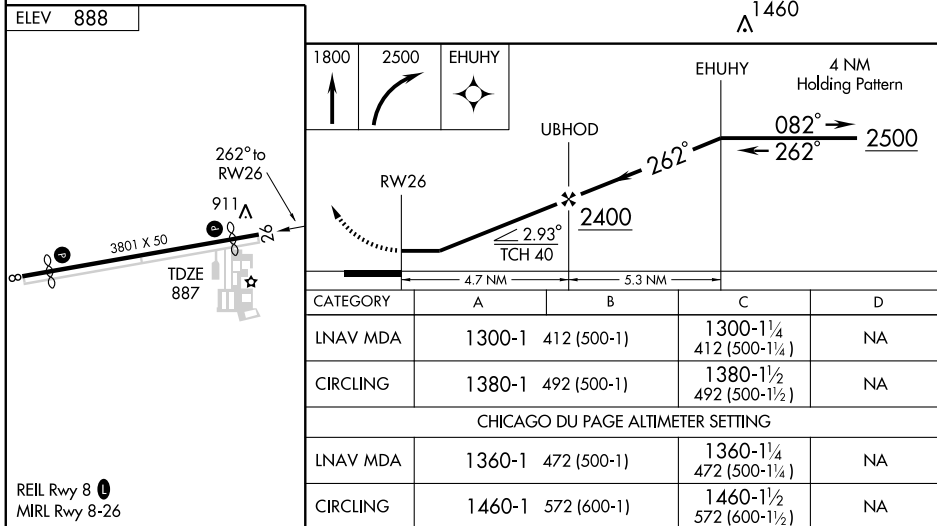 ELEV 888
1460
1800
2500
EHUHY
EHUHY
4 NM
Holding Pattern
082°
262°
2500
UBHOD
262°
2400
RW26
2.93°
TCH 40
4.7 NM
5.3 NM
262° to
RW26
911
P
26
3801 X 50
P
8
TDZE
887
REIL Rwy 8 L
MIRL Rwy 8-26
CATEGORY A B C D
LNAV MDA 1300-1 412 (500-1) 1300-1¼ 412 (500-1¼) NA
CIRCLING 1380-1 492 (500-1) 1380-1½ 492 (500-1½) NA
CHICAGO DU PAGE ALTIMETER SETTING
LNAV MDA 1360-1 472 (500-1) 1360-1¼ 472 (500-1¼) NA
CIRCLING 1460-1 572 (600-1) 1460-1½ 572 (600-1½) NA